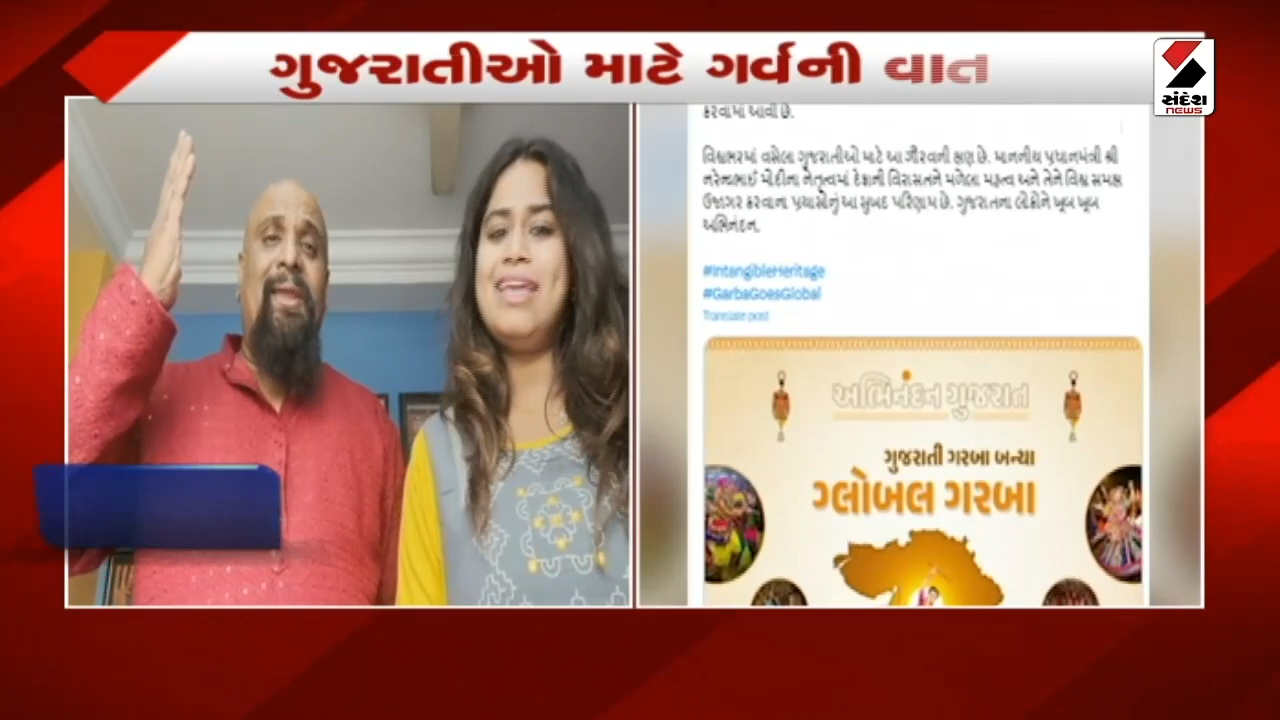 ગુજરાતીઓ માટે ગર્વની વાત
સંદેશ
NEWS
કરવામાં આવી છે.
વિશ્વભરમાં વસેલા ગુજરાતીઓ માટે આ ગૌરવની ક્ષણ છે. માનનીય પ્રધાનમંત્રી શ્રી
નરેન્દ્રભાઈ મોદીના નેતૃત્વમાં દેશની વિરાસતને મળેલા મહત્વ અને તેને વિશ્વ સમક્ષ
ઉજાગર કરવાના પ્રયાસોનું આ સુખદ પરિણામ છે. ગુજરાતના લોકોને ખૂબ ખૂબ
અભિનંદન.
#IntangibleHeritage
#GarbaGoesGlobal
Translate post
અભિનંદન ગુજરાત
ગુજરાતી ગરબા બન્યા
ગ્લોબલ ગરબા